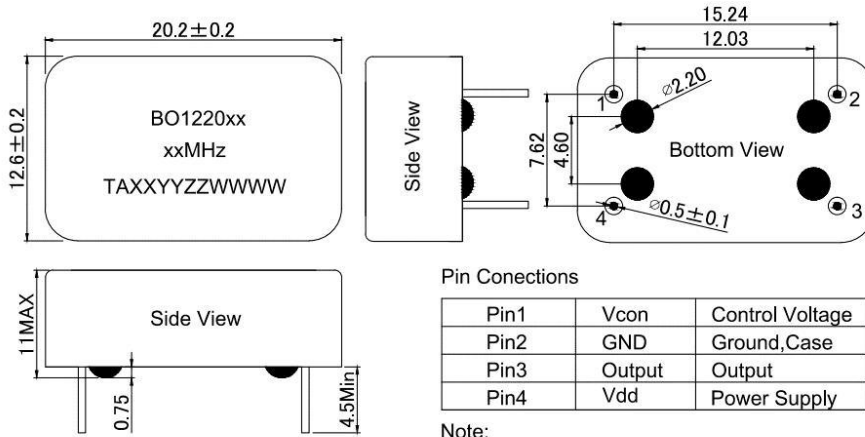 20.2±0.2
12.6±0.2
BO1220xx
xxMHz
TAXXYYZZWWWW
Side View
15.24
12.03
⌀2.20
1
2
7.62
4.60
Bottom View
4
3
⌀0.5±0.1
11MAX
Side View
0.75
4.5Min
Pin Conections
Pin1 Vcon Control Voltage
Pin2 GND Ground,Case
Pin3 Output Output
Pin4 Vdd Power Supply
Note: